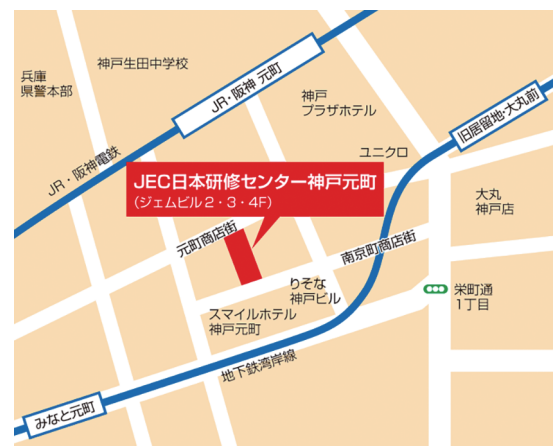 兵庫
県警本部
神戸生田中学校
JR・阪神 元町
神戸
プラザホテル
旧居留地・大丸前
ユニクロ
JR・阪神電鉄
JEC日本研修センター神戸元町
(ジェムビル2・3・4F)
大丸
神戸店
元町商店街
南京町商店街
りそな
神戸ビル
栄町通
1丁目
スマイルホテル
神戸元町
地下鉄湾岸線
みなと元町